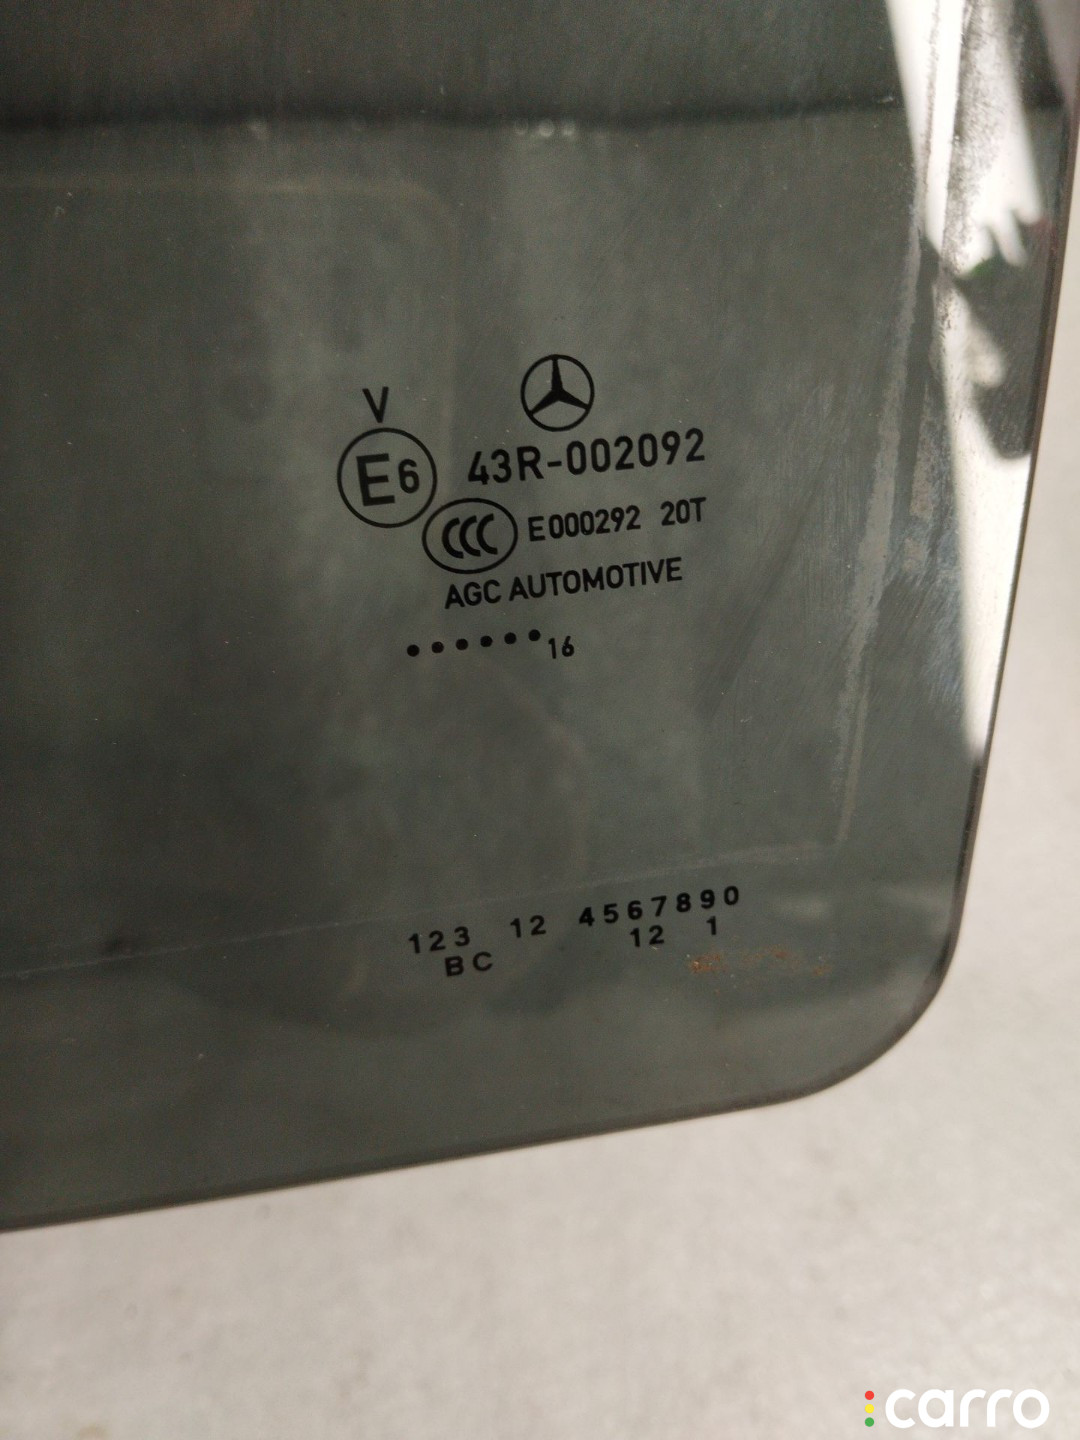 V
E6 43R-002092
CCC E000292 20T
AGC AUTOMOTIVE
••••••16
123 12 4567890
BC 12 1
carro